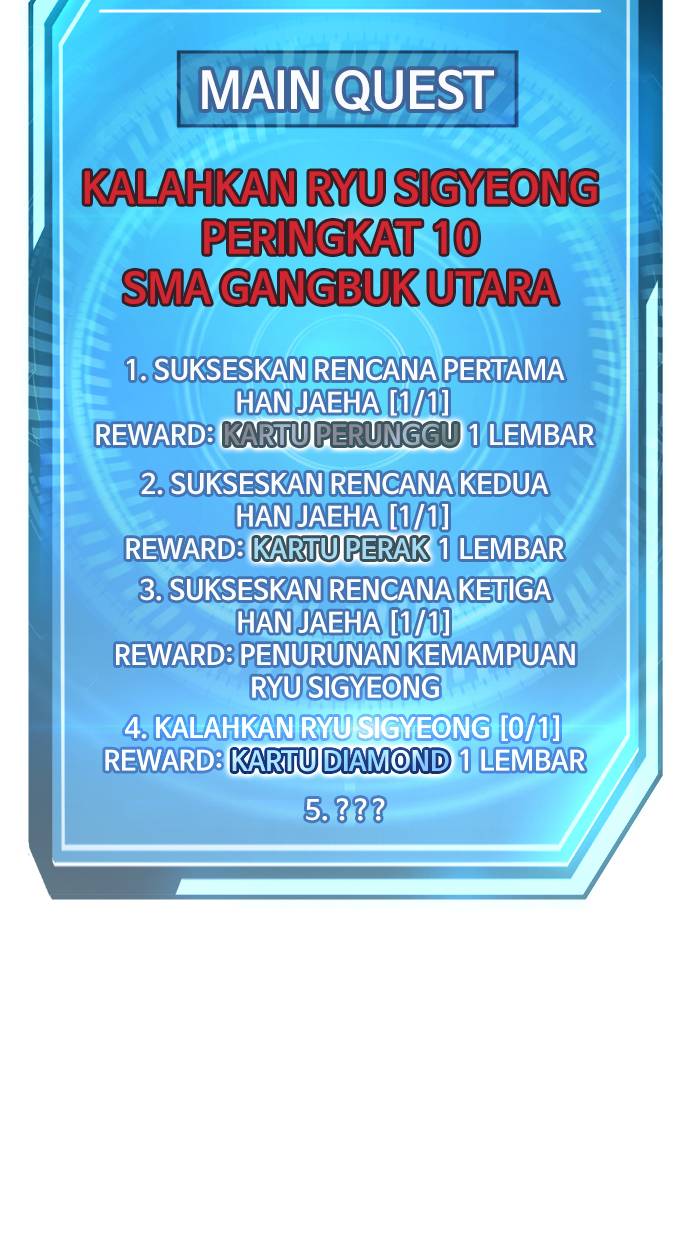 MAIN QUEST
KALAHKAN RYU SIGYEONG
PERINGKAT 10
SMA GANGBUK UTARA
1. SUKSESKAN RENCANA PERTAMA
HAN JAEHA [1/1]
REWARD: KARTU PERUNGGU 1 LEMBAR
2. SUKSESKAN RENCANA KEDUA
HAN JAEHA [1/1]
REWARD: KARTU PERAK 1 LEMBAR
3. SUKSESKAN RENCANA KETIGA
HAN JAEHA [1/1]
REWARD: PENURUNAN KEMAMPUAN
RYU SIGYEONG
4. KALAHKAN RYU SIGYEONG [0/1]
REWARD: KARTU DIAMOND 1 LEMBAR
5. ???